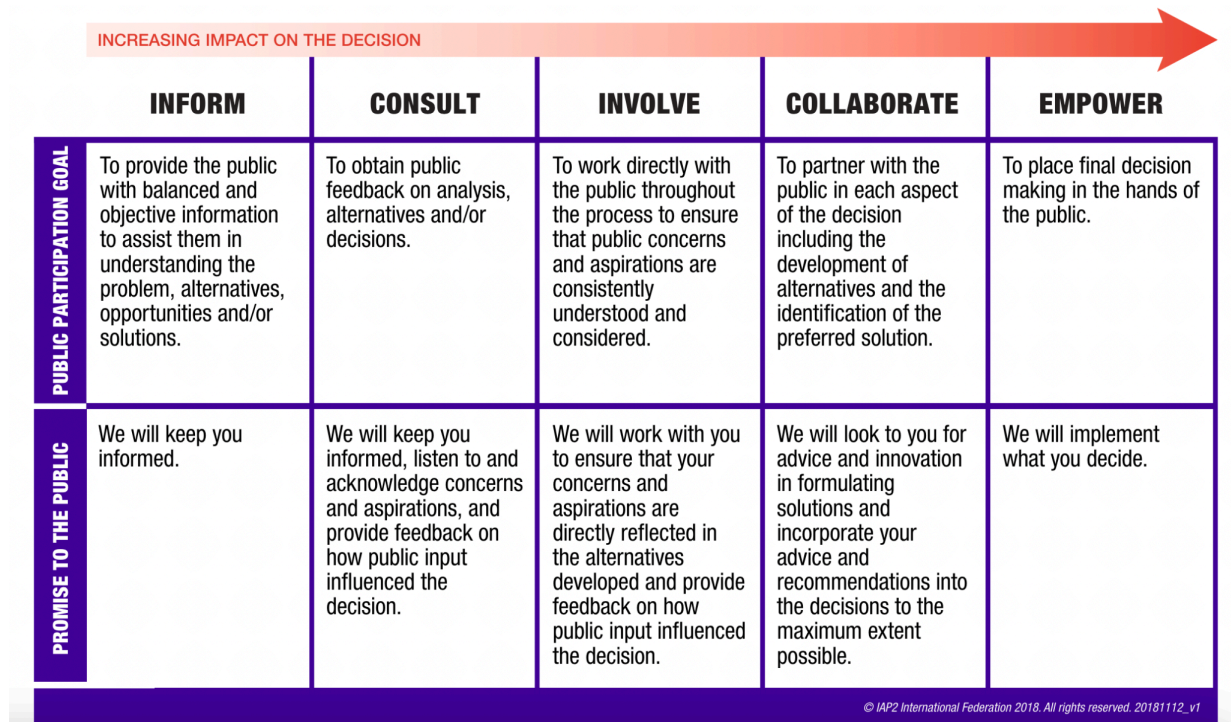 INCREASING IMPACT ON THE DECISION
INFORM
CONSULT
INVOLVE
COLLABORATE
EMPOWER
PUBLIC PARTICIPATION GOAL
To provide the public
with balanced and
objective information
to assist them in
understanding the
problem, alternatives,
opportunities and/or
solutions.
To obtain public
feedback on analysis,
alternatives and/or
decisions.
To work directly with
the public throughout
the process to ensure
that public concerns
and aspirations are
consistently
understood and
considered.
To partner with the
public in each aspect
of the decision
including the
development of
alternatives and the
identification of the
preferred solution.
To place final decision
making in the hands of
the public.
PROMISE TO THE PUBLIC
We will keep you
informed.
We will keep you
informed, listen to and
acknowledge concerns
and aspirations, and
provide feedback on
how public input
influenced the
decision.
We will work with you
to ensure that your
concerns and
aspirations are
directly reflected in
the alternatives
developed and provide
feedback on how
public input influenced
the decision.
We will look to you for
advice and innovation
in formulating
solutions and
incorporate your
advice and
recommendations into
the decisions to the
maximum extent
possible.
We will implement
what you decide.
© IAP2 International Federation 2018. All rights reserved. 20181112_v1